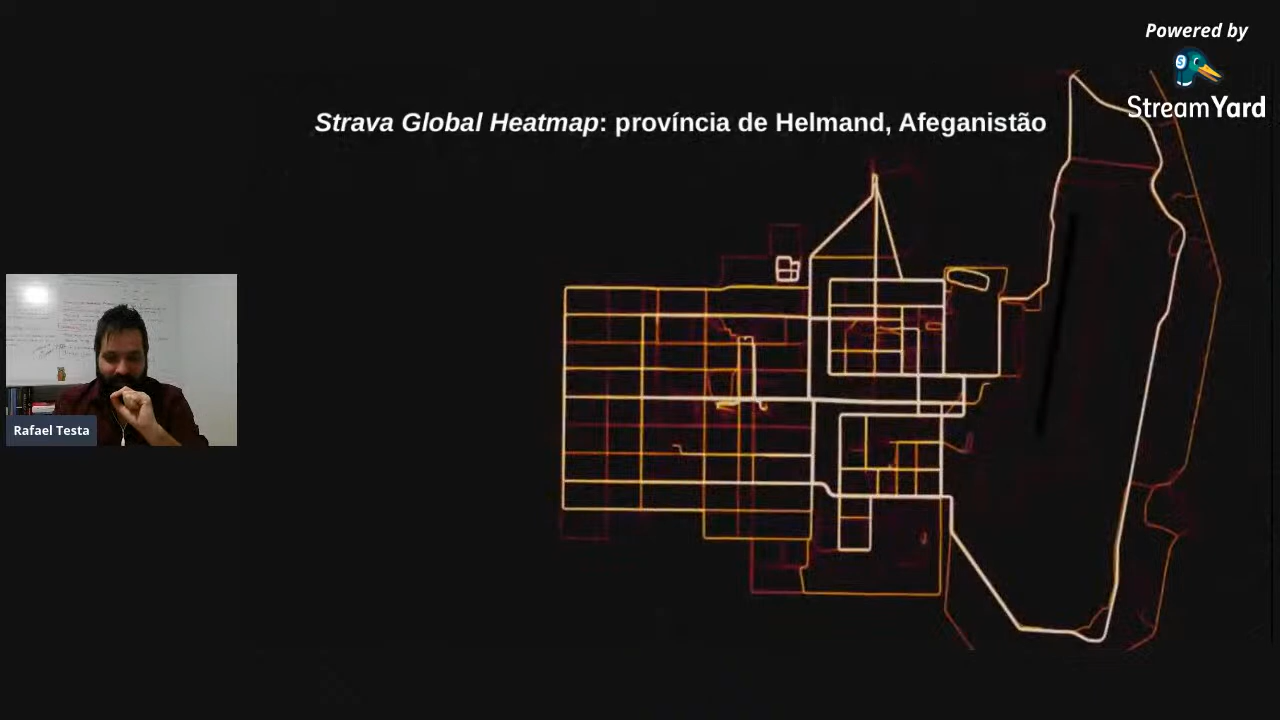 Powered by
StreamYard
Strava Global Heatmap: província de Helmand, Afeganistão
Rafael Testa